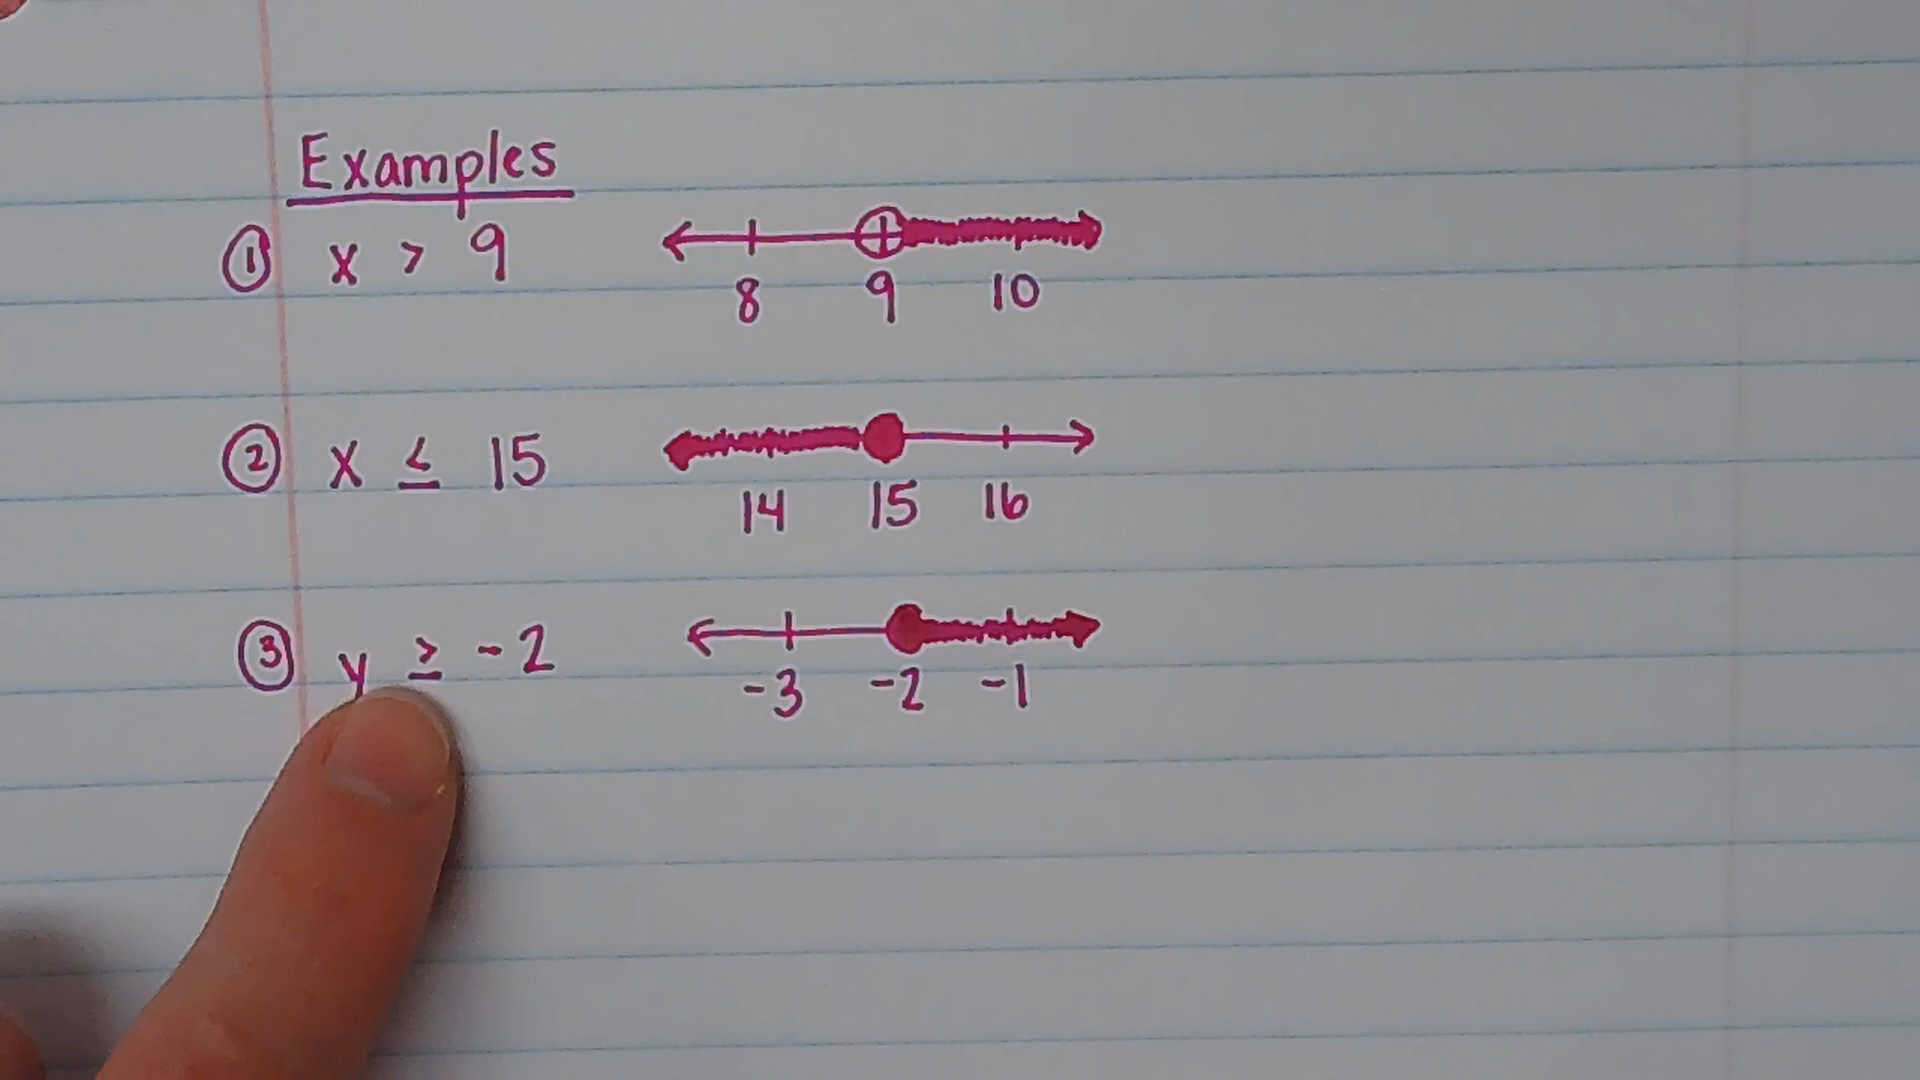 Examples
① x > 9
8 9 10
② x ≤ 15
14 15 16
③ y ≥ -2
-3 -2 -1